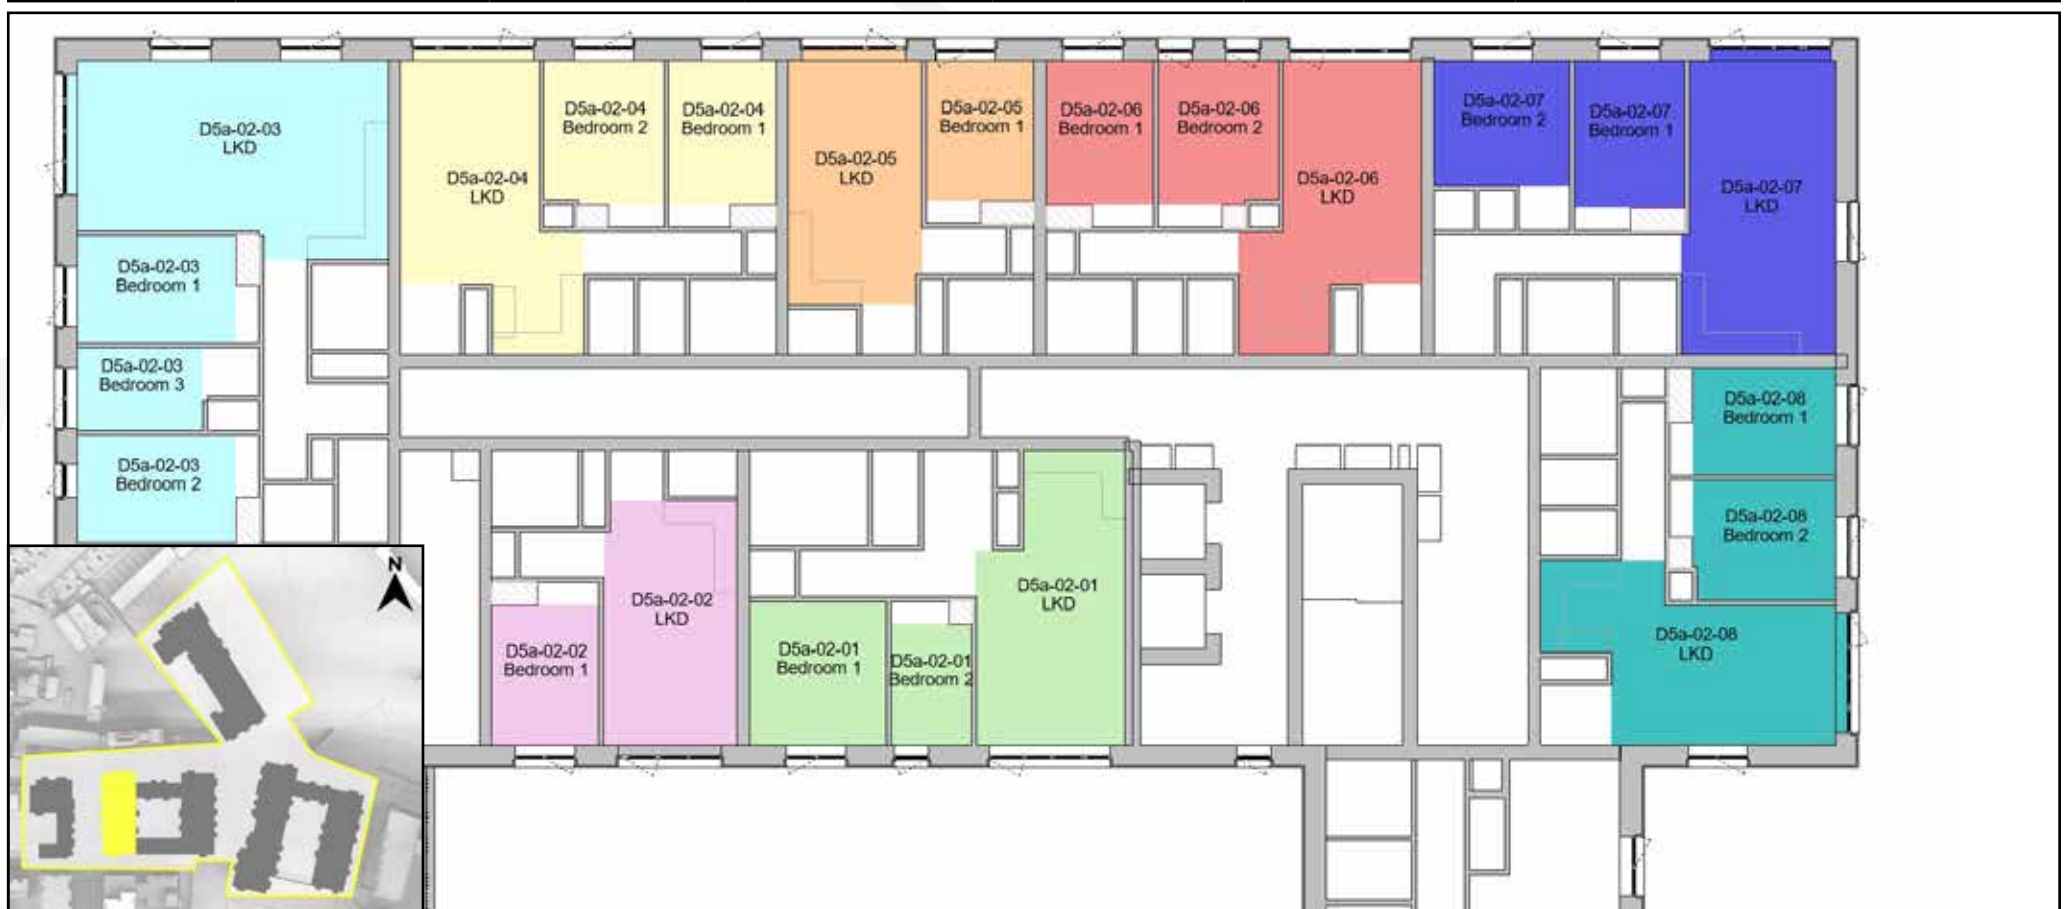 D5a-02-03
LKD
D5a-02-04
LKD
D5a-02-04
Bedroom 2
D5a-02-04
Bedroom 1
D5a-02-05
LKD
D5a-02-05
Bedroom 1
D5a-02-06
Bedroom 1
D5a-02-06
Bedroom 2
D5a-02-06
LKD
D5a-02-07
Bedroom 2
D5a-02-07
Bedroom 1
D5a-02-07
LKD
D5a-02-03
Bedroom 1
D5a-02-03
Bedroom 3
D5a-02-03
Bedroom 2
D5a-02-08
Bedroom 1
D5a-02-08
Bedroom 2
D5a-02-08
LKD
D5a-02-02
Bedroom 1
D5a-02-02
LKD
D5a-02-01
Bedroom 1
D5a-02-01
Bedroom 2
D5a-02-01
LKD
N